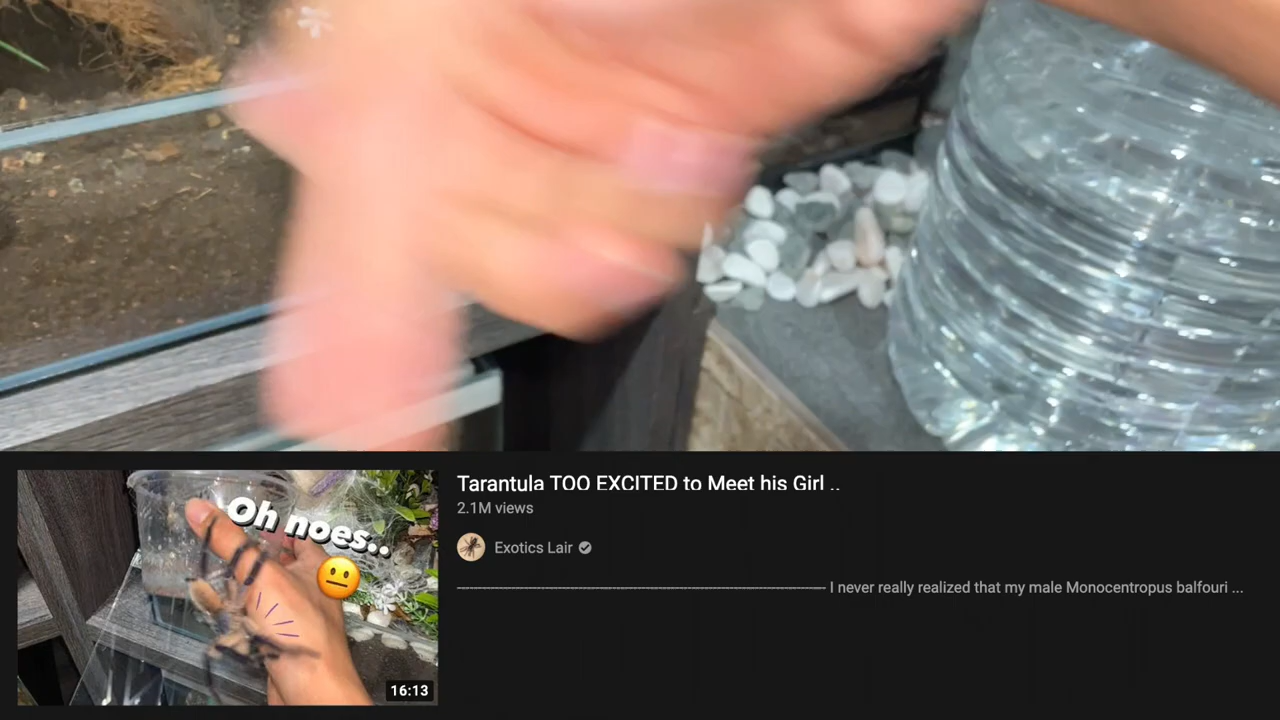 Oh noes..
16:13
Tarantula TOO EXCITED to Meet his Girl ..
2.1M views
Exotics Lair
I never really realized that my male Monocentropus balfouri ...